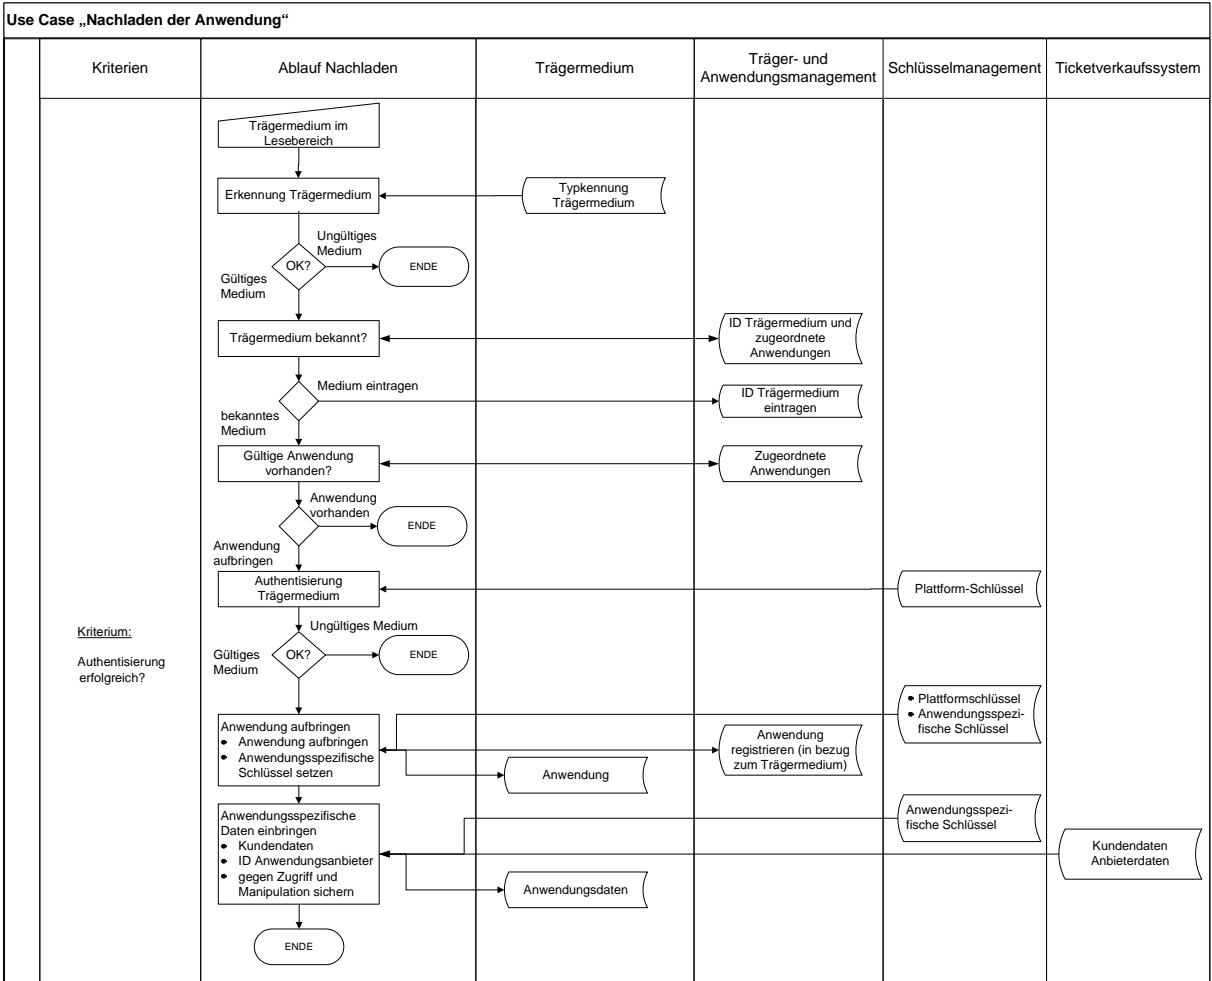 Use Case „Nachladen der Anwendung“
Kriterien
Ablauf Nachladen
Trägermedium
Träger- und
Anwendungsmanagement
Schlüsselmanagement
Ticketverkaufssystem
Trägermedium im
Lesebereich
Erkennung Trägermedium
Typkennung
Trägermedium
Ungültiges
Medium
OK?
ENDE
Gültiges
Medium
Trägermedium bekannt?
ID Trägermedium und
zugeordnete
Anwendungen
Medium eintragen
ID Trägermedium
eintragen
bekanntes
Medium
Gültige Anwendung
vorhanden?
Zugeordnete
Anwendungen
Anwendung
vorhanden
ENDE
Anwendung
aufbringen
Authentisierung
Trägermedium
Plattform-Schlüssel
Kriterium:
Authentisierung
erfolgreich?
Ungültiges Medium
Gültiges
Medium
OK?
ENDE
• Plattformschlüssel
• Anwendungsspezi-
fische Schlüssel
Anwendung aufbringen
• Anwendung aufbringen
• Anwendungsspezifische
Schlüssel setzen
Anwendung
registrieren (in bezug
zum Trägermedium)
Anwendung
Anwendungsspezifische
Daten einbringen
• Kundendaten
• ID Anwendungsanbieter
• gegen Zugriff und
Manipulation sichern
Anwendungsspezi-
fische Schlüssel
Kundendaten
Anbieterdaten
Anwendungsdaten
ENDE